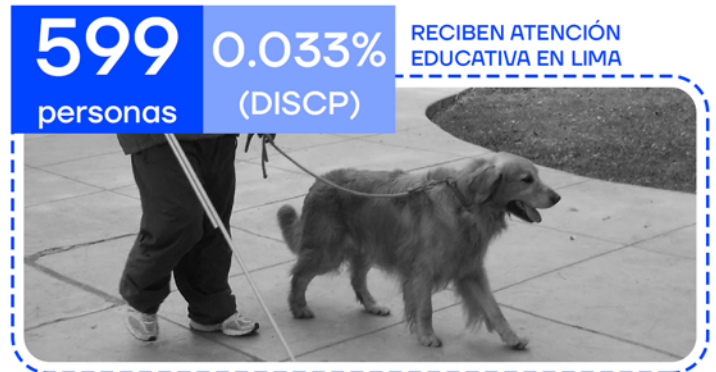 599
personas
0.033%
(DISCP)
RECIBEN ATENCIÓN
EDUCATIVA EN LIMA